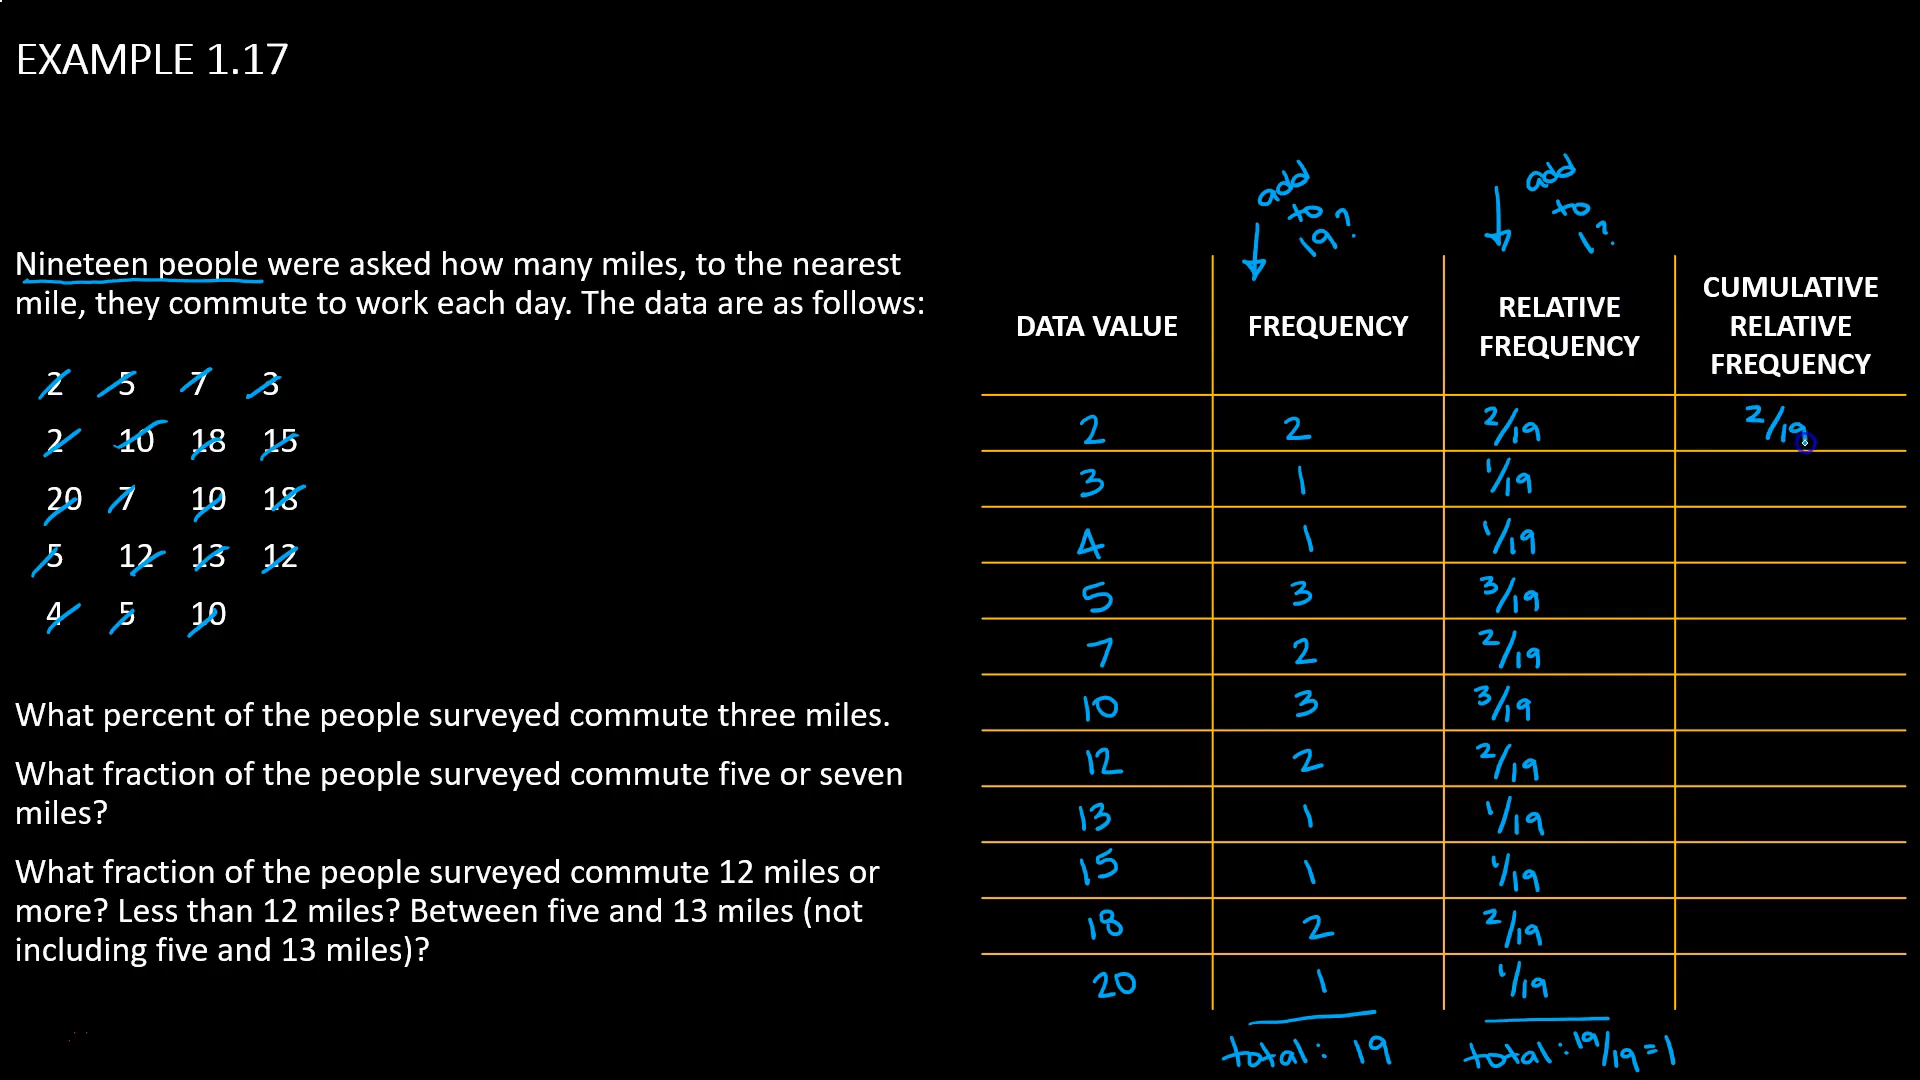 EXAMPLE 1.17
Nineteen people were asked how many miles, to the nearest
mile, they commute to work each day. The data are as follows:
2 5 7 3
2 10 18 15
20 7 10 18
5 12 13 12
4 5 10
What percent of the people surveyed commute three miles.
What fraction of the people surveyed commute five or seven
miles?
What fraction of the people surveyed commute 12 miles or
more? Less than 12 miles? Between five and 13 miles (not
including five and 13 miles)?
add
to
19?
add
to
1?
DATA VALUE FREQUENCY RELATIVE FREQUENCY CUMULATIVE RELATIVE FREQUENCY
2 2 2/19 2/19
3 1 1/19
4 1 1/19
5 3 3/19
7 2 2/19
10 3 3/19
12 2 2/19
13 1 1/19
15 1 1/19
18 2 2/19
20 1 1/19
total: 19 total: 19/19 = 1